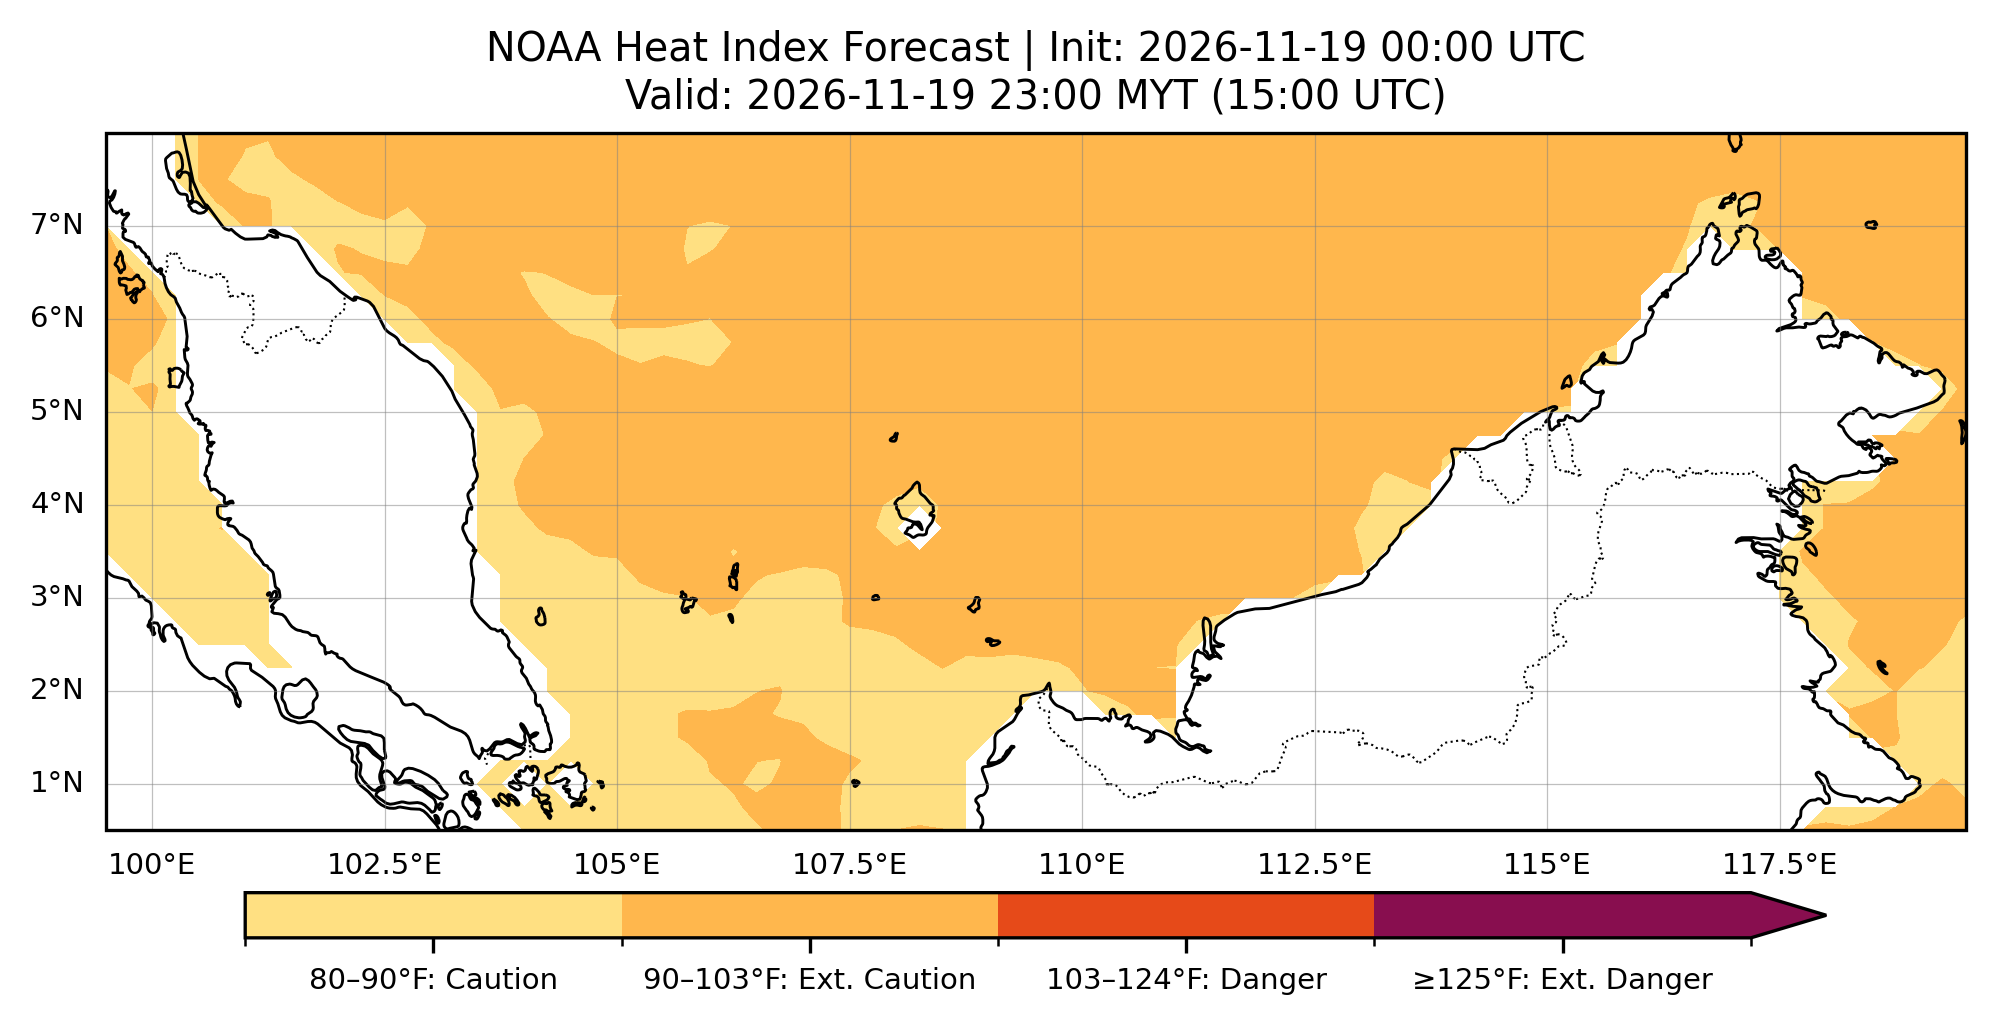 NOAA Heat Index Forecast | Init: 2026-11-19 00:00 UTC
Valid: 2026-11-19 23:00 MYT (15:00 UTC)
7°N
6°N
5°N
4°N
3°N
2°N
1°N
100°E 102.5°E 105°E 107.5°E 110°E 112.5°E 115°E 117.5°E
80–90°F: Caution 90–103°F: Ext. Caution 103–124°F: Danger ≥125°F: Ext. Danger